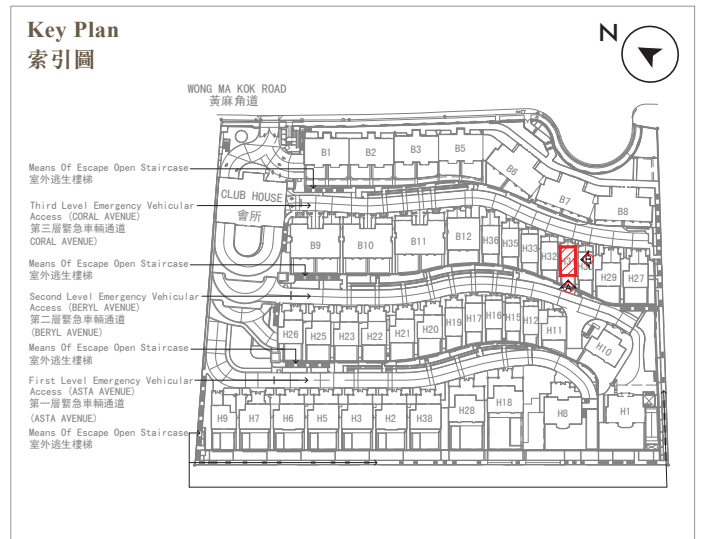 Key Plan
索引圖
N
WONG MA KOK ROAD
黃麻角道
Means Of Escape Open Staircase
室外逃生樓梯
Third Level Emergency Vehicular
Access (CORAL AVENUE)
第三層緊急車輛通道
CORAL AVENUE)
Means Of Escape Open Staircase
室外逃生樓梯
Second Level Emergency Vehicular
Access (BERYL AVENUE)
第二層緊急車輛通道
(BERYL AVENUE)
Means Of Escape Open Staircase
室外逃生樓梯
First Level Emergency Vehicular
Access (ASTA AVENUE)
第一層緊急車輛通道
(ASTA AVENUE)
Means Of Escape Open Staircase
室外逃生樓梯
CLUB HOUSE
會所
B1 B2 B3 B5
B6 B7 B8
B9 B10 B11 B12 H36 H35 H33 H32 H29 H27
B
A
H26 H25 H23 H22 H21 H20 H19 H17 H16 H15 H12 H11 H10
H9 H7 H6 H5 H3 H2 H38 H28 H18 H8 H1